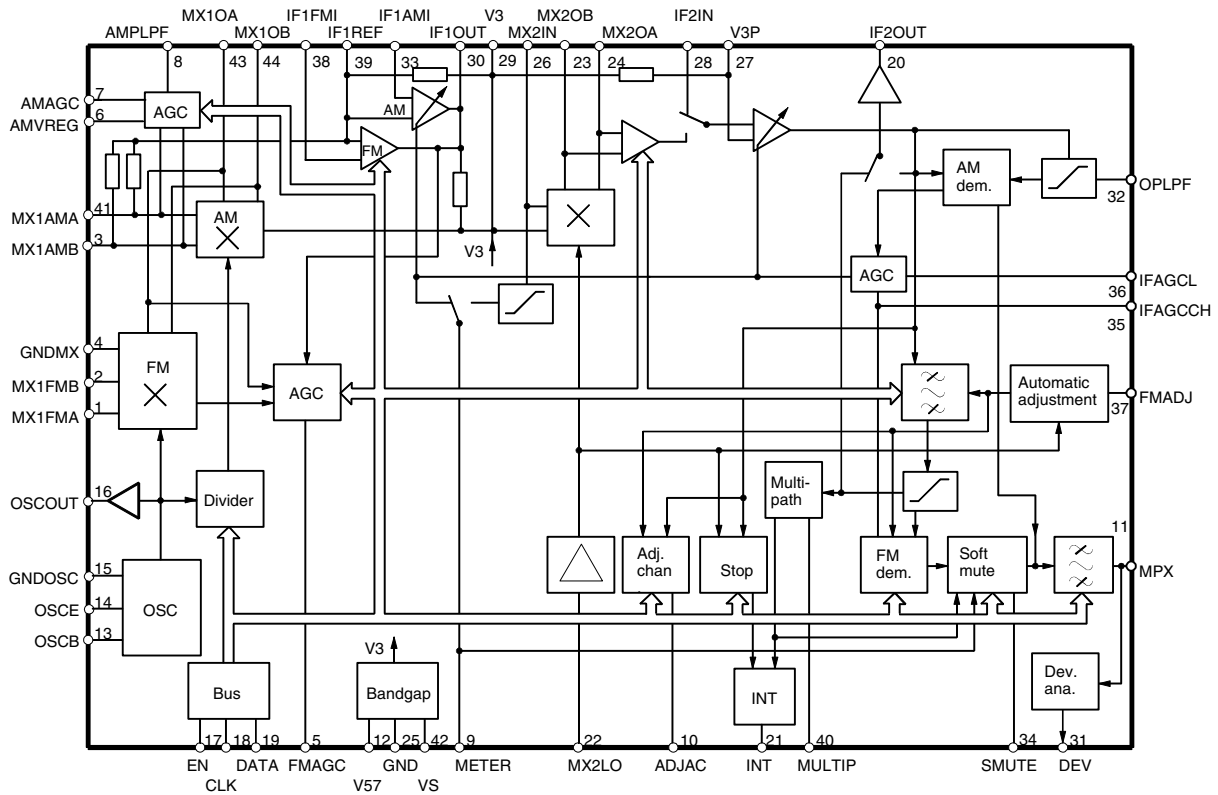 MX1OA
IF1FMI
IF1AMI
V3
MX2OB
IF2IN
AMPLPF
MX1OB
IF1REF
IF1OUT
MX2IN
MX2OA
V3P
IF2OUT
8
43
44
38
39
33
30
29
26
23
24
28
27
20
AMAGC
7
AGC
AM
AMVREG
6
FM
AM
dem.
OPLPF
32
MX1AMA
41
AM
MX1AMB
3
V3
AGC
IFAGCL
36
IFAGCCH
35
GNDMX
4
FM
MX1FMB
2
AGC
Automatic
adjustment
FMADJ
37
MX1FMA
1
OSCOUT
16
Divider
Multi-
path
11
GNDOSC
15
Adj.
chan
Stop
FM
dem.
Soft
mute
MPX
OSCE
14
OSC
OSCB
13
V3
Bus
Bandgap
INT
Dev.
ana.
17
18
19
5
12
25
42
9
22
10
21
40
34
31
EN
DATA
FMAGC
GND
METER
MX2LO
ADJAC
INT
MULTIP
SMUTE
DEV
CLK
V57
VS